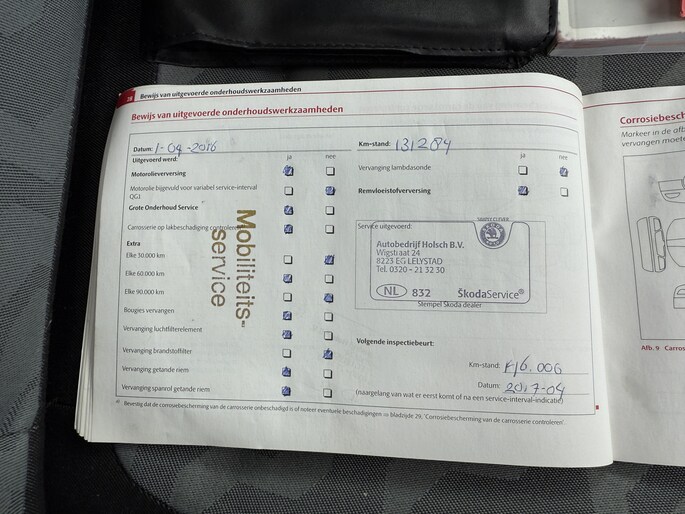 28 Bewijs van uitgevoerde onderhoudswerkzaamheden
Bewijs van uitgevoerde onderhoudswerkzaamheden
Datum: 1-09-2016 Km-stand: 131284
Uitgevoerd werd: ja nee ja nee
Motorolieverversing
Vervanging lambdasonde
Motorolie bijgevuld voor variabel service-interval
QG1
Remvloeistofverversing
Grote Onderhoud Service
Carrosserie op lakbeschadiging controleren
Extra
Elke 30.000 km
Elke 60.000 km
Elke 90.000 km
Bougies vervangen
Vervanging luchtfilterelement
Vervanging brandstoffilter
Vervanging getande riem
Vervanging spanrol getande riem
Mobiliteits-
service
Service uitgevoerd:
SIMPLY CLEVER
Autobedrijf Holsch B.V.
Wigstraat 24
8223 EG LELYSTAD
Tel. 0320 - 21 32 30
NL 832 ŠkodaService®
Stempel Škoda dealer
Volgende inspectiebeurt:
Km-stand: 146.000
Datum: 2017-09
(naargelang van wat er eerst komt of na een service-interval-indicatie)
Bevestig dat de corrosiebescherming van de carrosserie onbeschadigd is of noteer eventuele beschadigingen ⇒ bladzijde 29, 'Corrosiebescherming van de carrosserie controleren'.
Corrosiebesch
Markeer in de afb
vervangen moete
Afb. 9 Carros